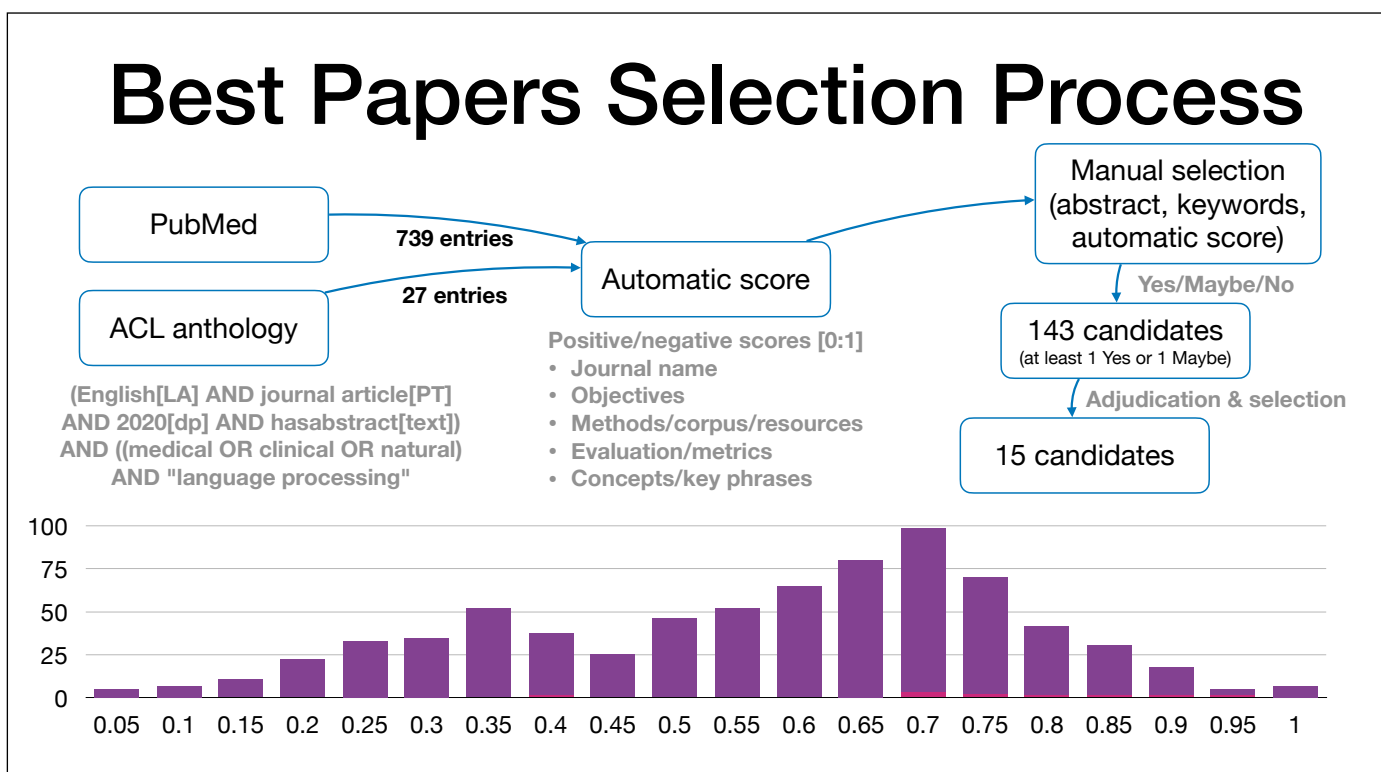 Best Papers Selection Process
PubMed
739 entries
ACL anthology
27 entries
(English[LA] AND journal article[PT]
AND 2020[dp] AND hasabstract[text])
AND ((medical OR clinical OR natural)
AND "language processing"
Automatic score
Positive/negative scores [0:1]
• Journal name
• Objectives
• Methods/corpus/resources
• Evaluation/metrics
• Concepts/key phrases
Manual selection
(abstract, keywords,
automatic score)
Yes/Maybe/No
143 candidates
(at least 1 Yes or 1 Maybe)
Adjudication & selection
15 candidates
100
75
50
25
0
0.05 0.1 0.15 0.2 0.25 0.3 0.35 0.4 0.45 0.5 0.55 0.6 0.65 0.7 0.75 0.8 0.85 0.9 0.95 1